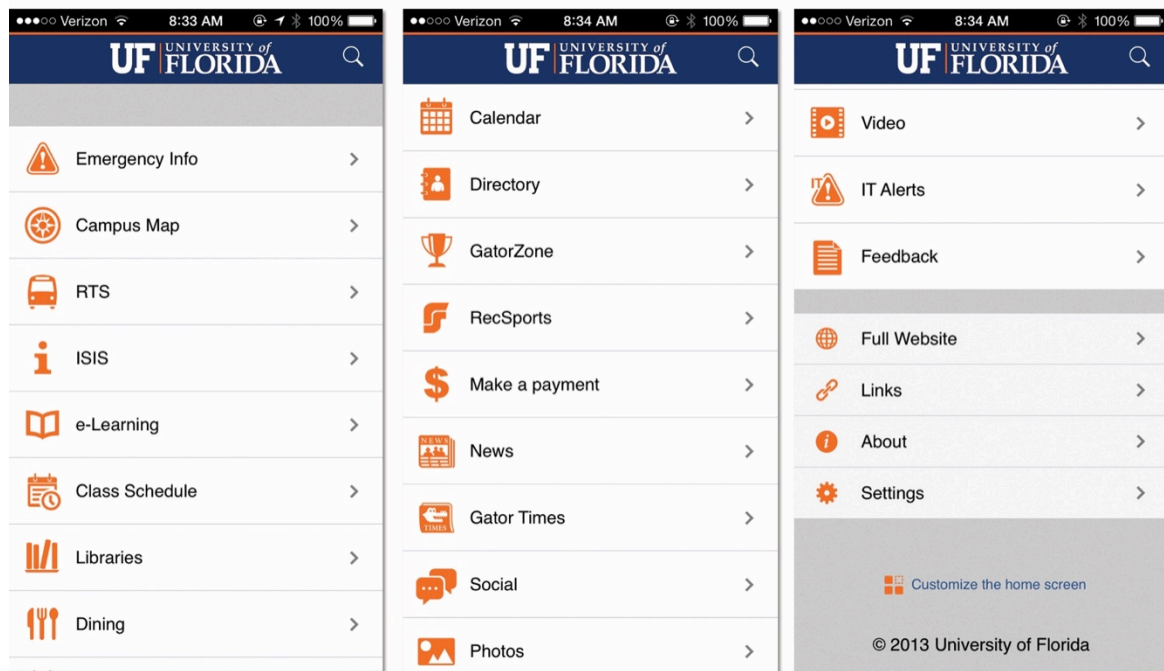 Verizon 8:33 AM 100%
UF UNIVERSITY of FLORIDA
Emergency Info
Campus Map
RTS
ISIS
e-Learning
Class Schedule
Libraries
Dining
Verizon 8:34 AM 100%
UF UNIVERSITY of FLORIDA
Calendar
Directory
GatorZone
RecSports
Make a payment
NEWS
News
TIMES
Gator Times
Social
Photos
Verizon 8:34 AM 100%
UF UNIVERSITY of FLORIDA
Video
IT
IT Alerts
Feedback
Full Website
Links
About
Settings
Customize the home screen
© 2013 University of Florida